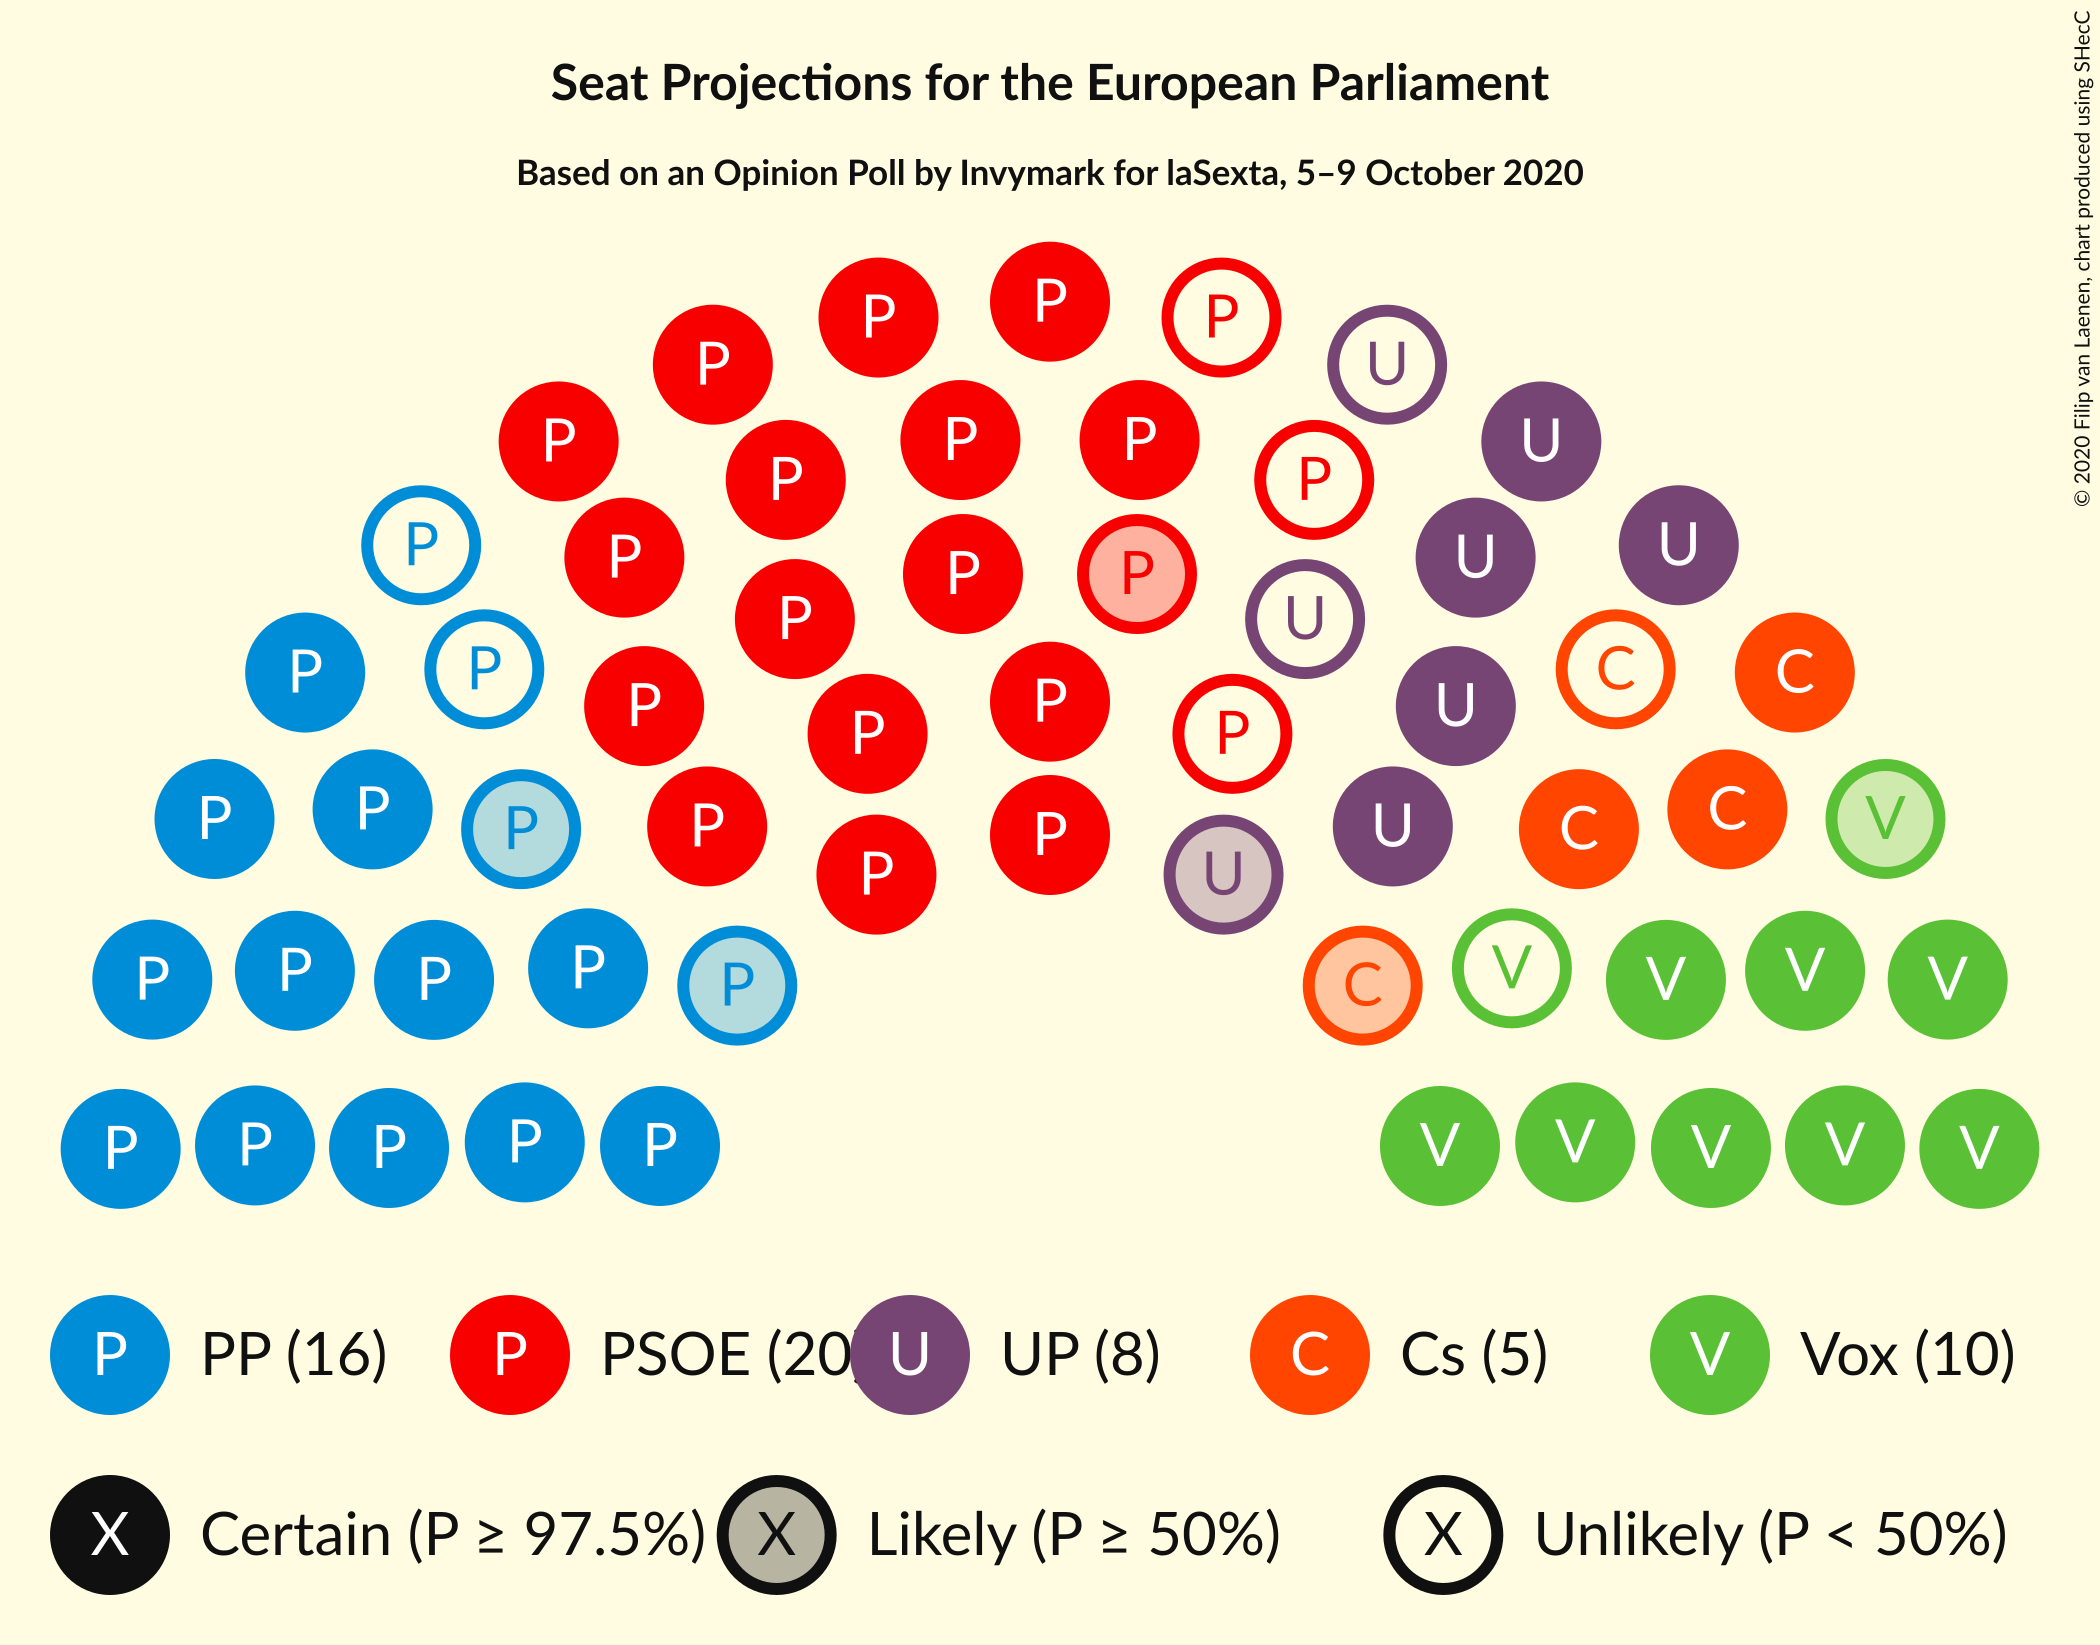 Seat Projections for the European Parliament
Based on an Opinion Poll by Invymark for laSexta, 5–9 October 2020
© 2020 Filip van Laenen, chart produced using SHecC
P P P U
P P P U
P P P P U U
P P P P U
P P C C
P P P U
P P P U
P P P C C V
P P P U
P P P P P C V V V V
P P P P P V V V V V
P PP (16) P PSOE (20) U UP (8) C Cs (5) V Vox (10)
X Certain (P ≥ 97.5%) X Likely (P ≥ 50%) X Unlikely (P < 50%)